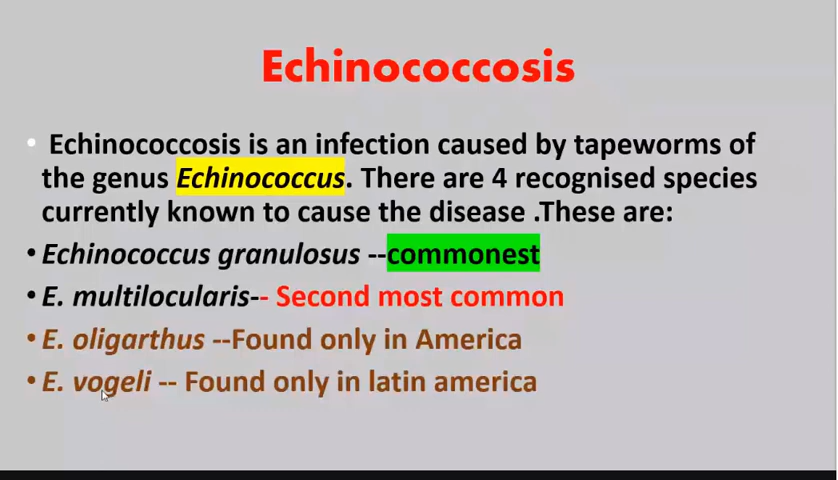 Echinococcosis
• Echinococcosis is an infection caused by tapeworms of
the genus Echinococcus. There are 4 recognised species
currently known to cause the disease .These are:
• Echinococcus granulosus --commonest
• E. multilocularis-- Second most common
• E. oligarthus --Found only in America
• E. vogeli -- Found only in latin america